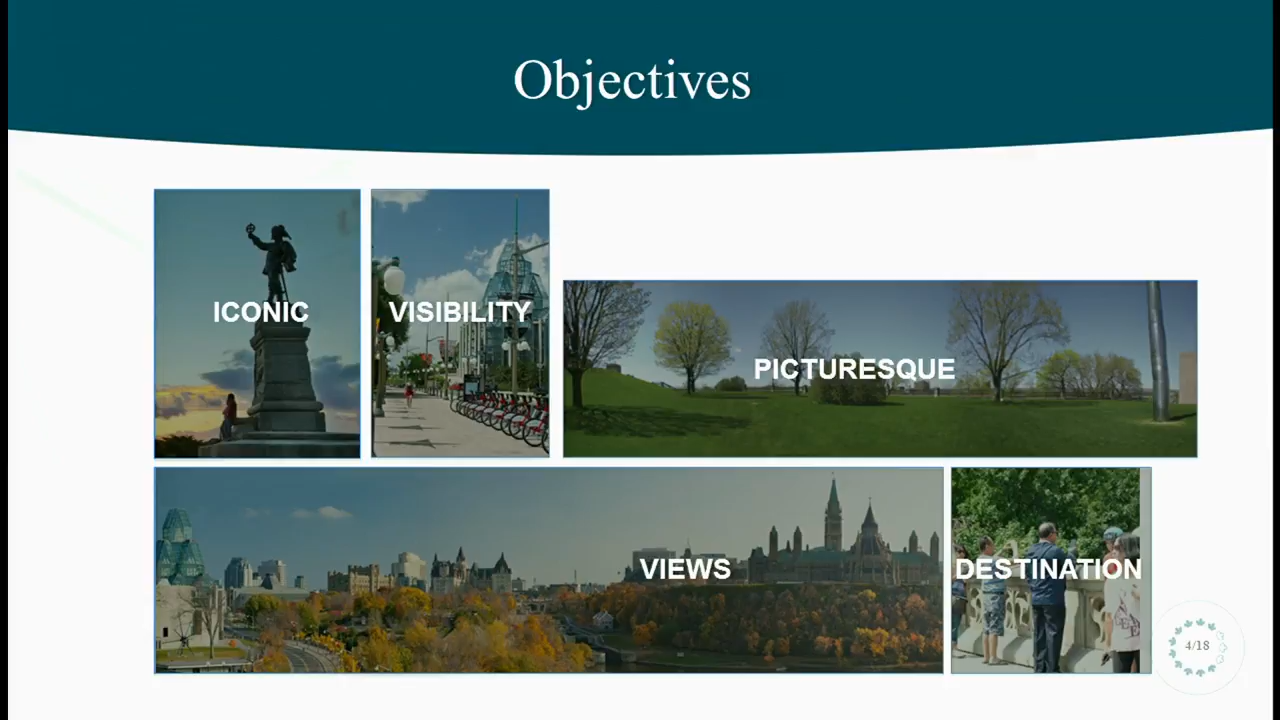 Objectives
ICONIC
VISIBILITY
PICTURESQUE
VIEWS
DESTINATION
4/18